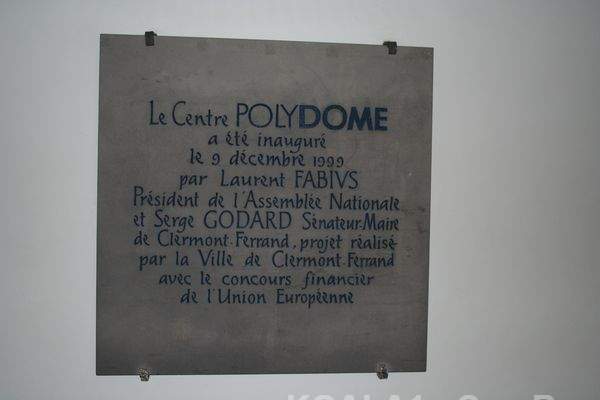 Le Centre POLYDOME
a été inauguré
le 9 décembre 1999
par Laurent FABIVS
Président de l'Assemblée Nationale
et Serge GODARD Sénateur-Maire
de Clermont-Ferrand, projet réalisé
par la Ville de Clermont-Ferrand
avec le concours financier
de l'Union Européenne